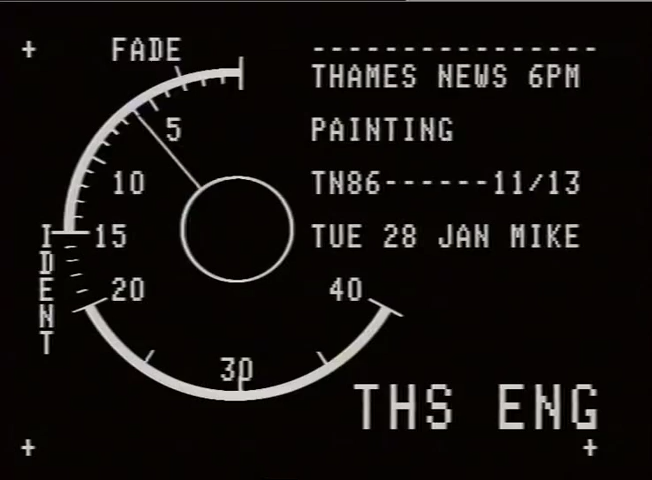 FADE
----------------
THAMES NEWS 6PM
5
PAINTING
10
TN86------11/13
IDENT
15
TUE 28 JAN MIKE
20
40
30
THS ENG